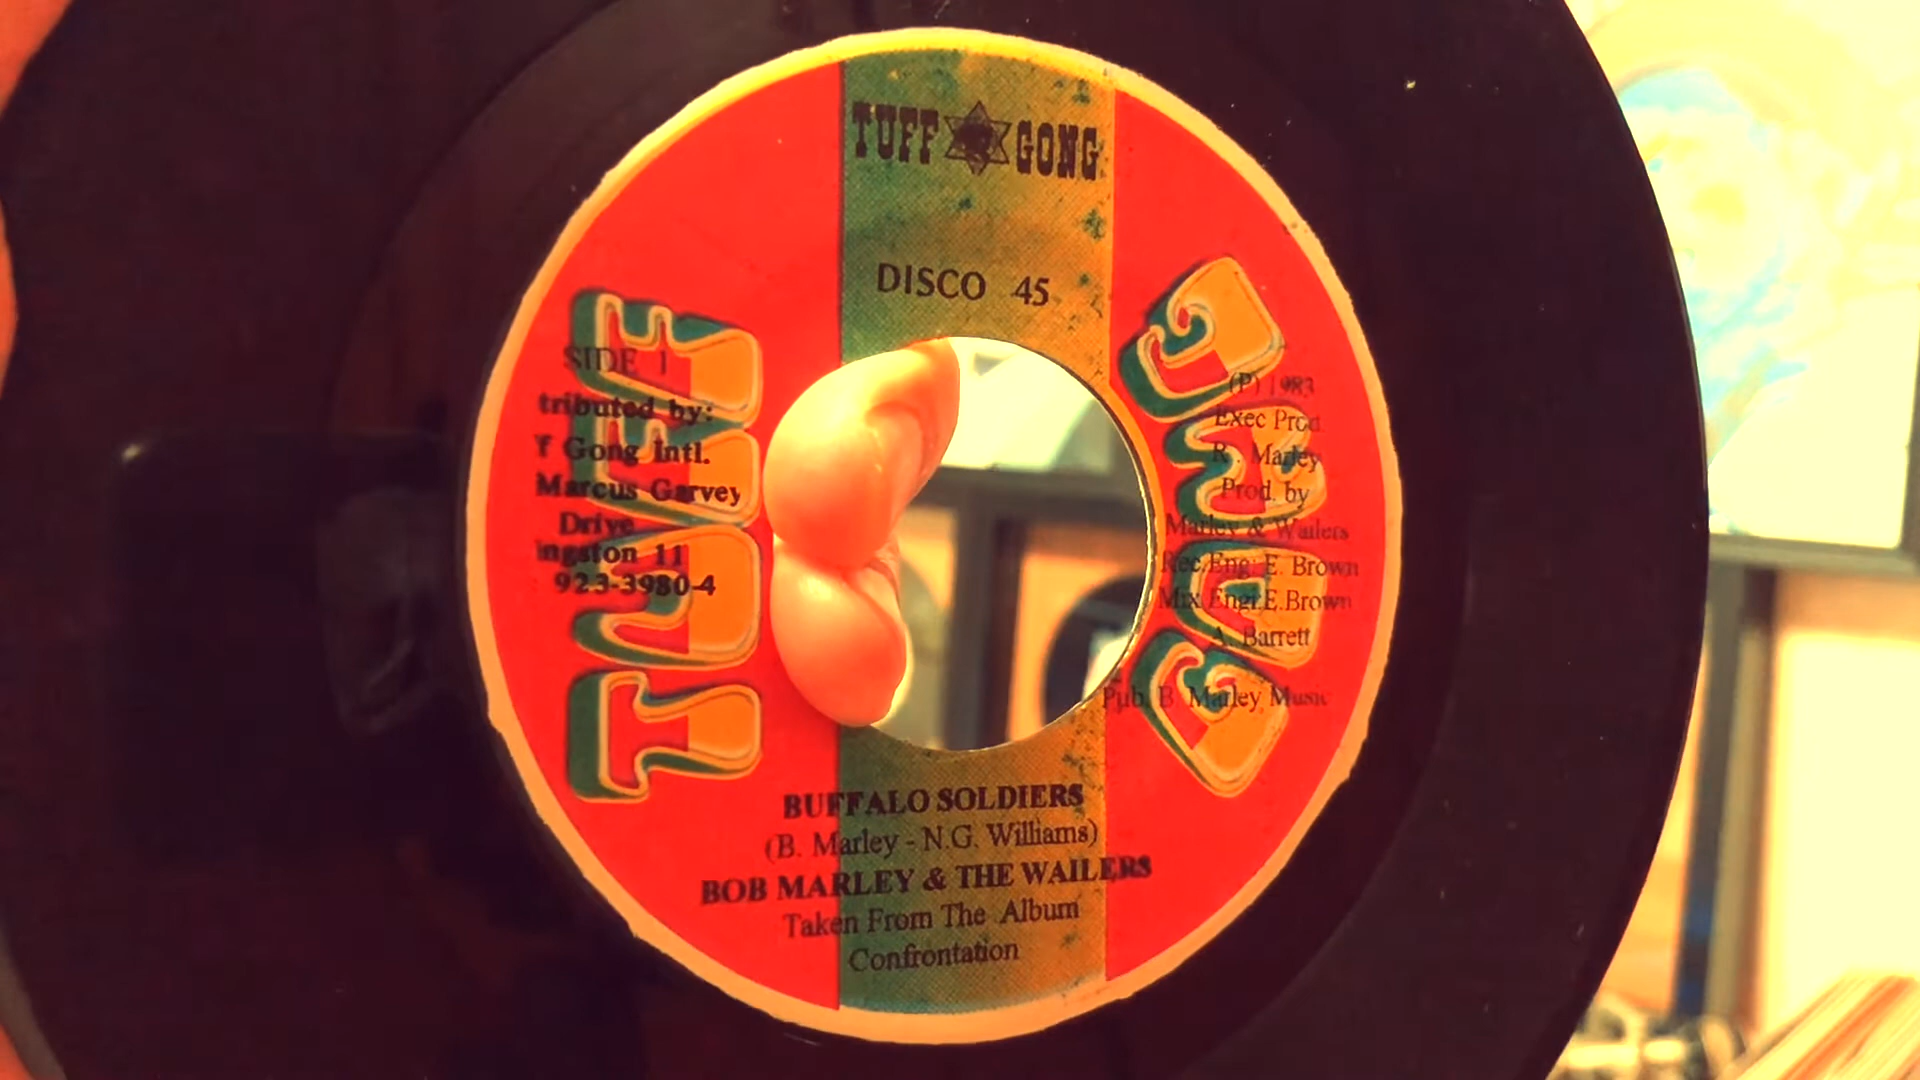 TUFF GONG
DISCO 45
SIDE 1
tributed by:
f Gong Intl.
Marcus Garvey
Drive
ingston 11
923-3980-4
(P) 1983
Exec Prod
R. Marley
Prod. by
Marley & Wailers
Rec.Eng: E. Brown
Mix Engr.E.Brown
A. Barrett
Pub. B. Marley Music
BUFFALO SOLDIERS
(B. Marley - N.G. Williams)
BOB MARLEY & THE WAILERS
Taken From The Album
Confrontation
TUFF
GONG